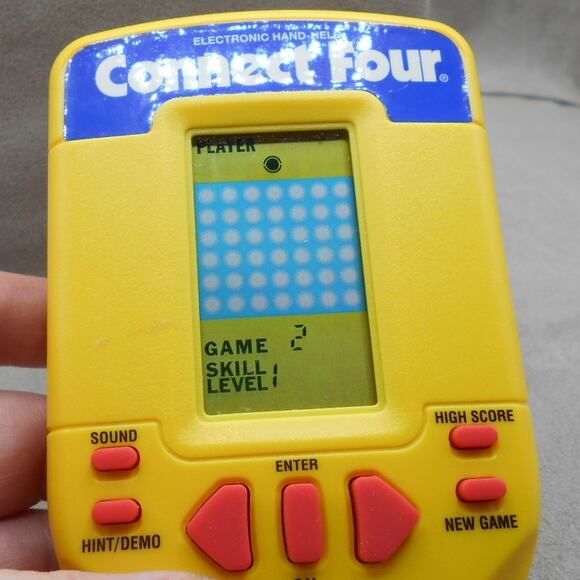 ELECTRONIC HAND-HELD
Connect Four®
PLAYER
GAME 2
SKILL
LEVEL 1
SOUND
HIGH SCORE
ENTER
HINT/DEMO
NEW GAME